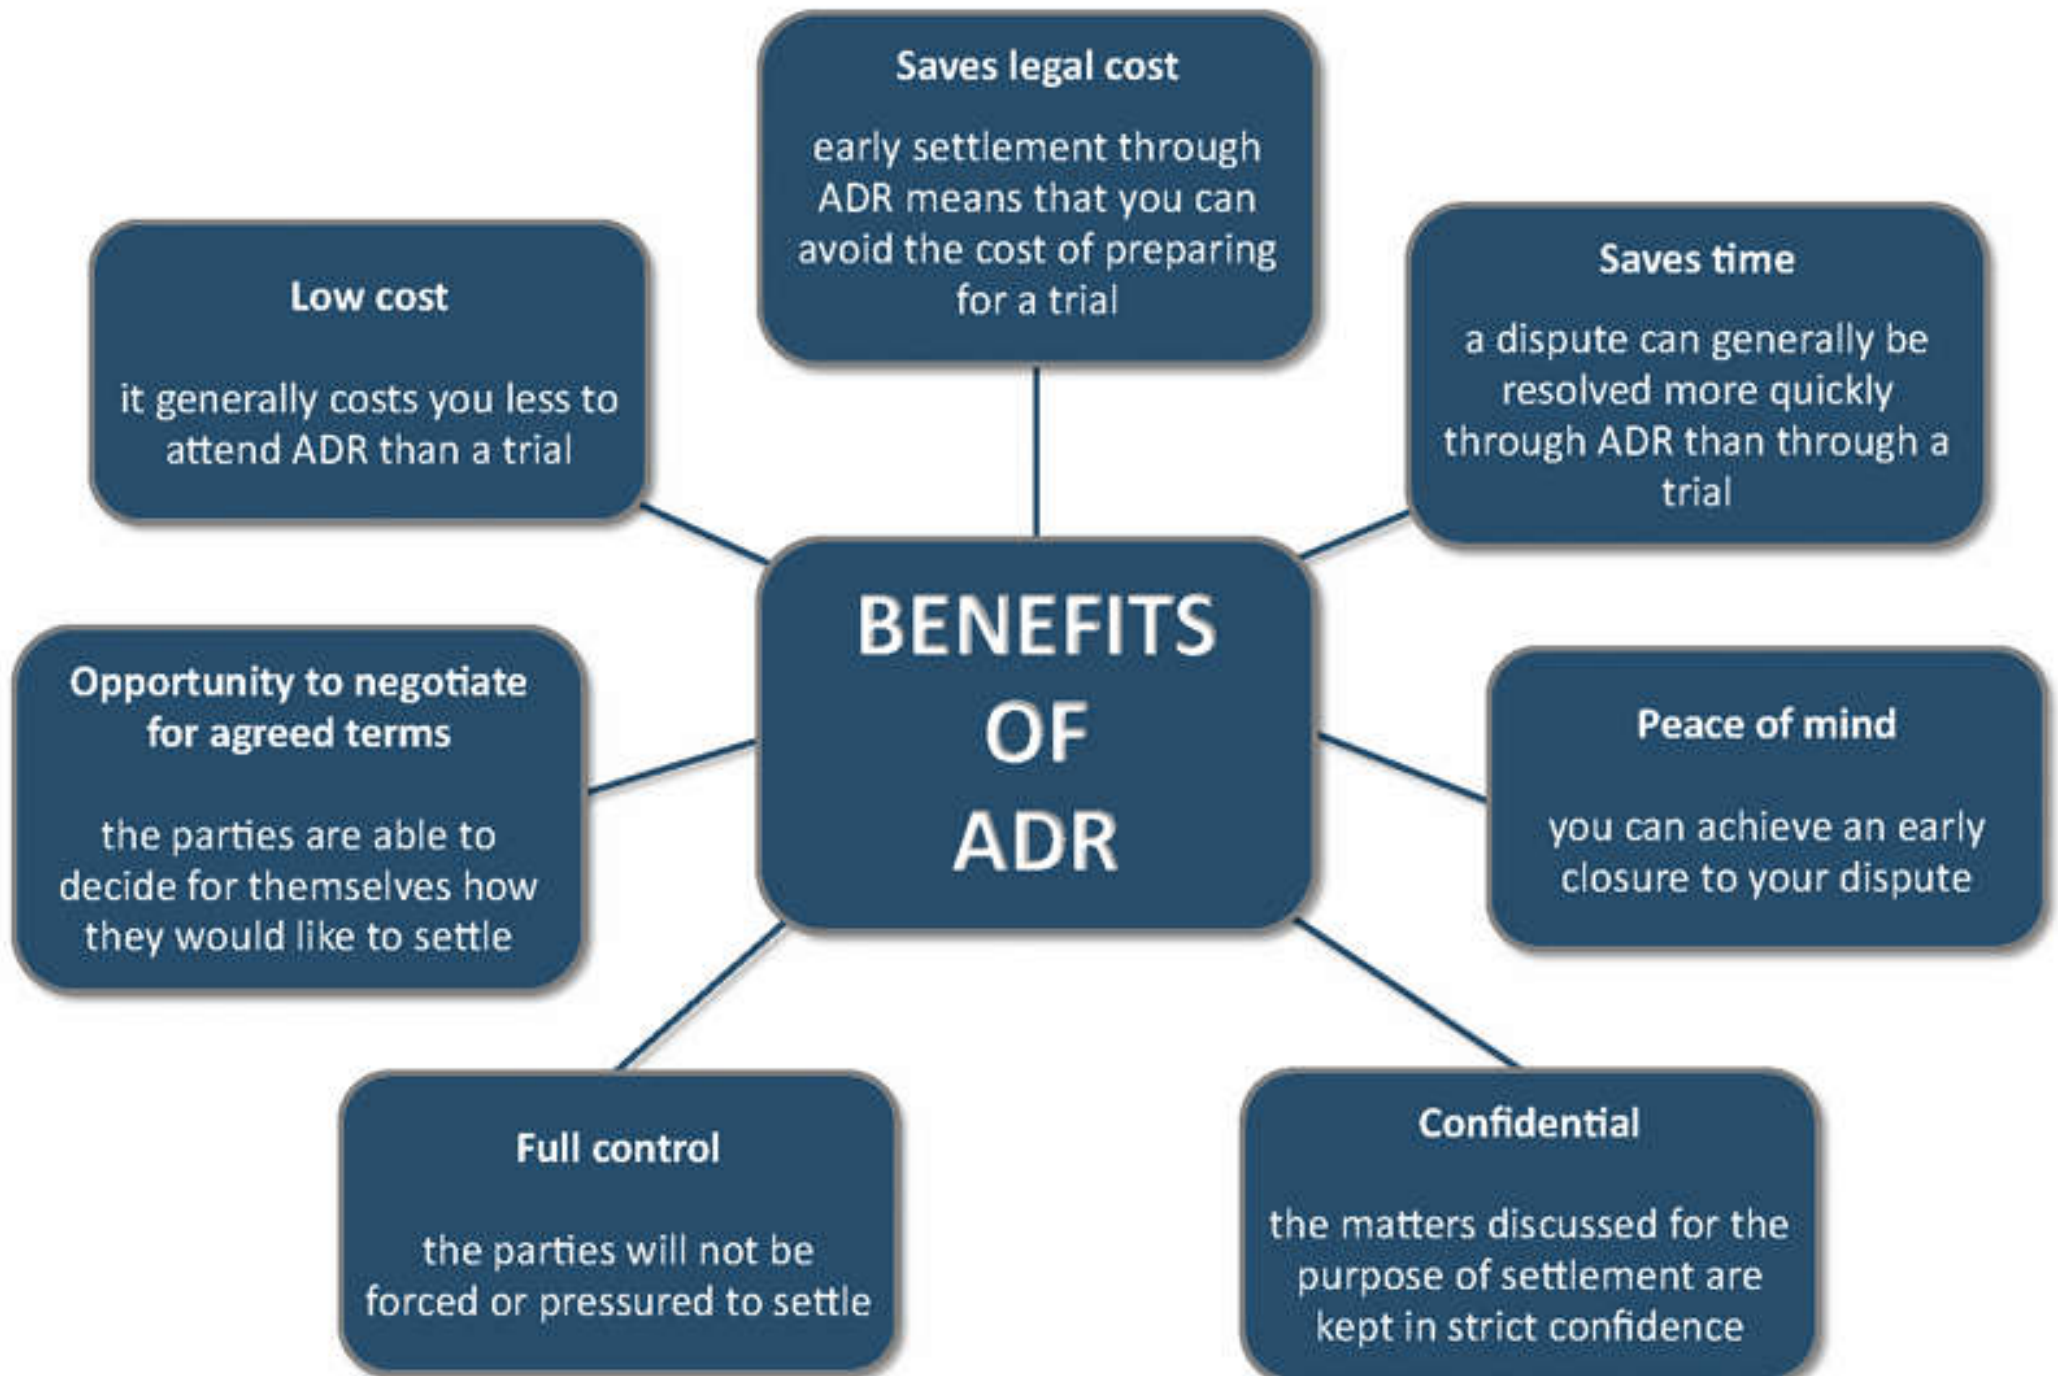 Saves legal cost
early settlement through
ADR means that you can
avoid the cost of preparing
for a trial
Low cost
it generally costs you less to
attend ADR than a trial
Saves time
a dispute can generally be
resolved more quickly
through ADR than through a
trial
BENEFITS
OF
ADR
Opportunity to negotiate
for agreed terms
the parties are able to
decide for themselves how
they would like to settle
Peace of mind
you can achieve an early
closure to your dispute
Full control
the parties will not be
forced or pressured to settle
Confidential
the matters discussed for the
purpose of settlement are
kept in strict confidence